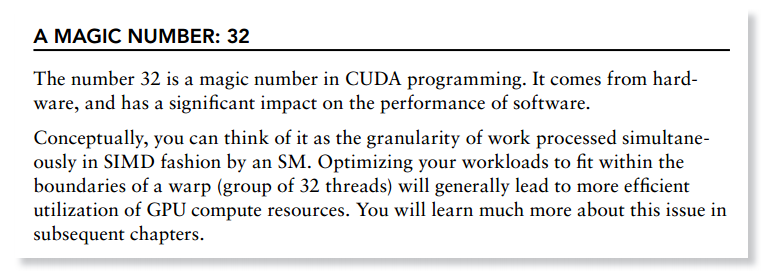 A MAGIC NUMBER: 32
The number 32 is a magic number in CUDA programming. It comes from hard-
ware, and has a significant impact on the performance of software.
Conceptually, you can think of it as the granularity of work processed simultane-
ously in SIMD fashion by an SM. Optimizing your workloads to fit within the
boundaries of a warp (group of 32 threads) will generally lead to more efficient
utilization of GPU compute resources. You will learn much more about this issue in
subsequent chapters.